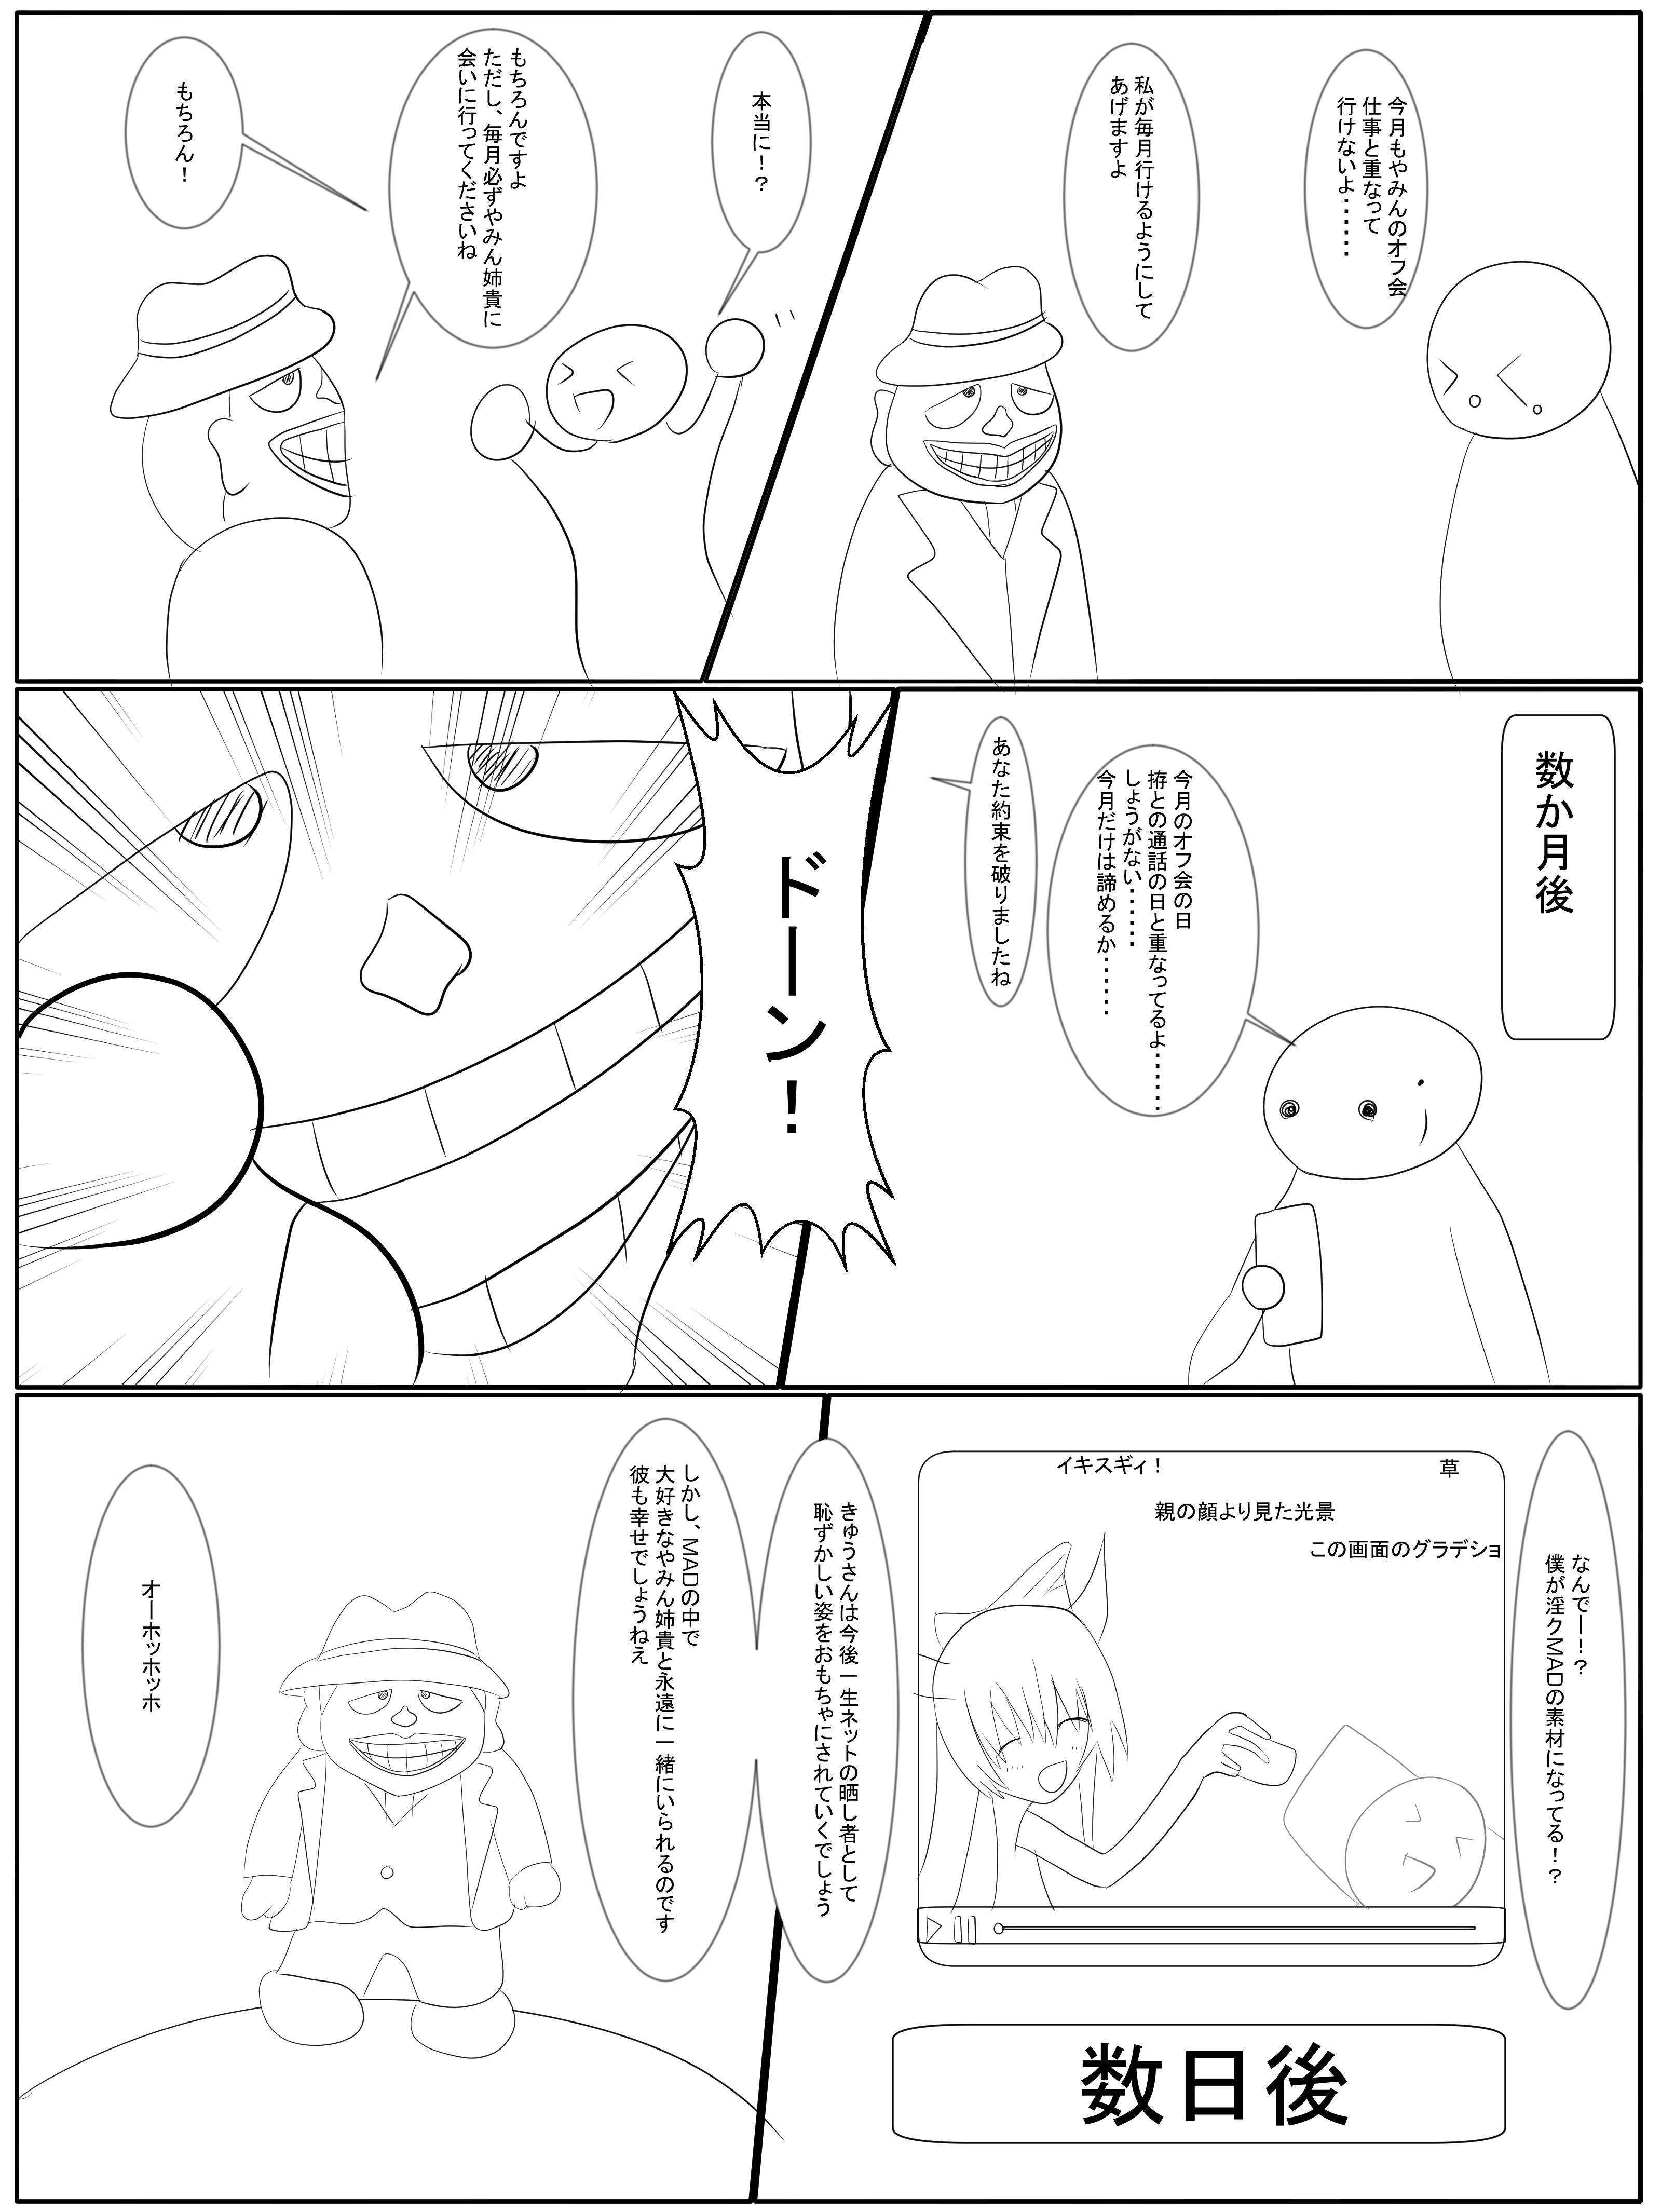 今月もやみんのオフ会
仕事と重なって
行けないよ‥‥‥
私が毎月行けるようにして
あげますよ
本当に！？
もちろんですよ
ただし、毎月必ずやみん姉貴に
会いに行ってくださいね
もちろん！
数か月後
今月のオフ会の日
拵との通話の日と重なってるよ‥‥‥
しょうがない‥‥‥
今月だけは諦めるか‥‥‥
あなた約束を破りましたね
ドーン！
なんでー！？
僕が淫クMADの素材になってる！？
イキスギィ！
草
親の顔より見た光景
この画面のグラデショ
数日後
きゅうさんは今後一生ネットの晒し者として
恥ずかしい姿をおもちゃにされていくでしょう
しかし、MADの中で
大好きなやみん姉貴と永遠に一緒にいられるのです
彼も幸せでしょうねえ
オーホッホッホ